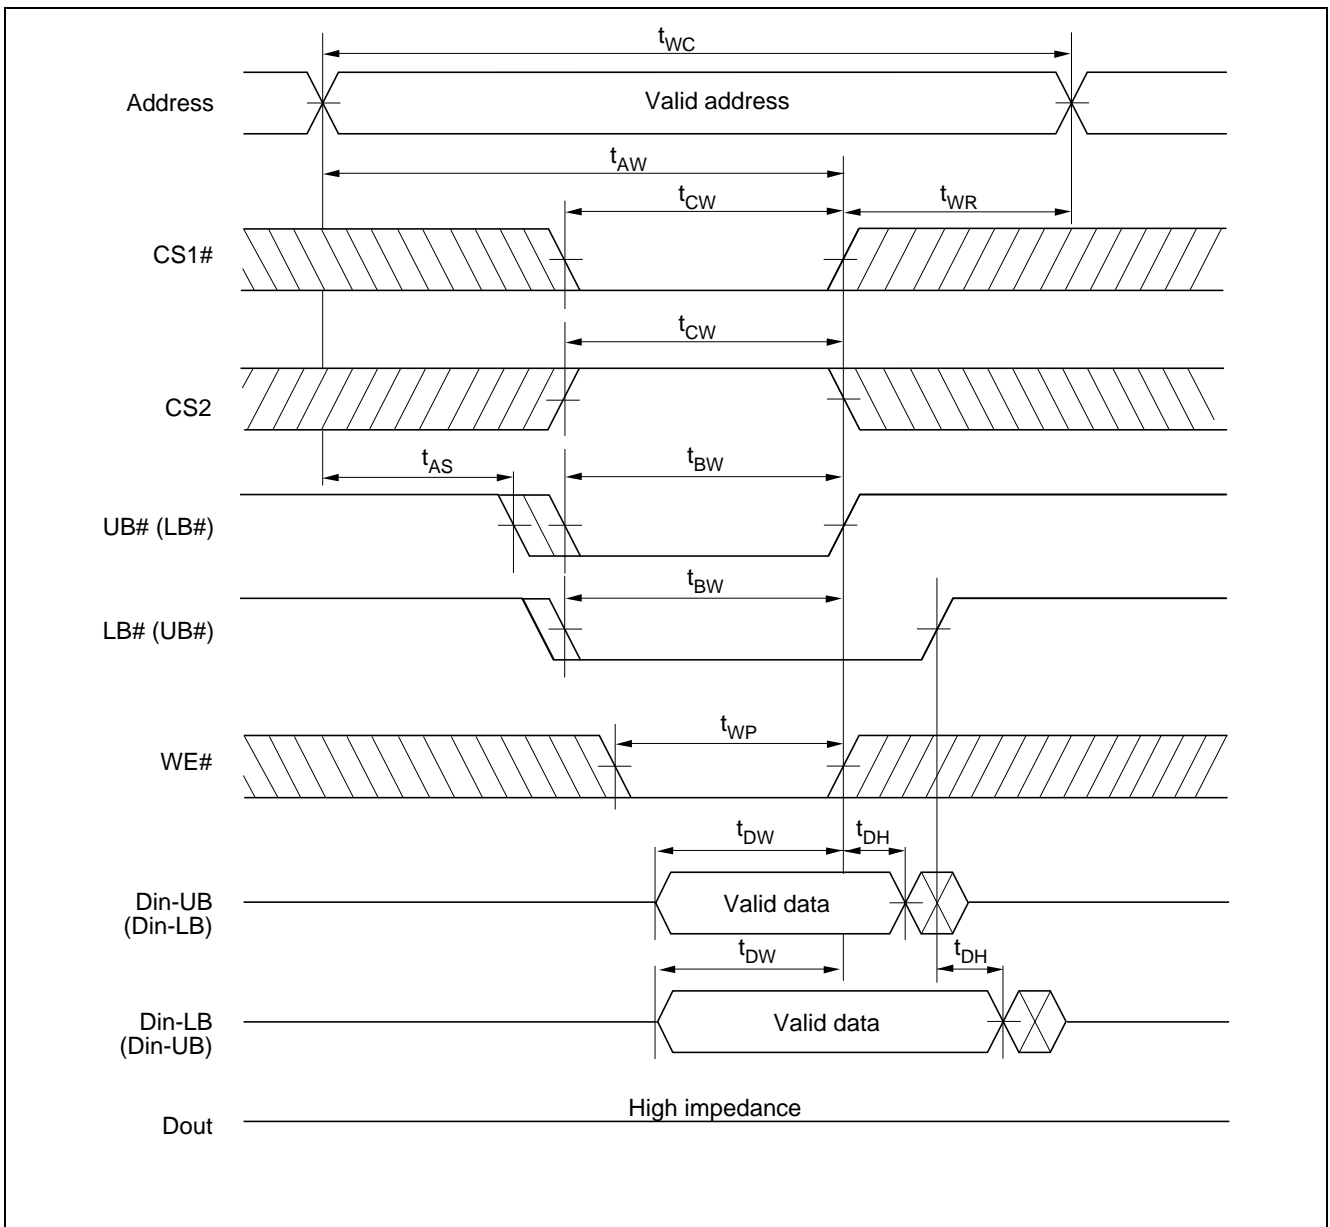 tWC
Address
Valid address
tAW
tCW
tWR
CS1#
tCW
CS2
tAS
tBW
UB# (LB#)
tBW
LB# (UB#)
tWP
WE#
tDW
tDH
Din-UB
(Din-LB)
Valid data
tDW
tDH
Din-LB
(Din-UB)
Valid data
High impedance
Dout